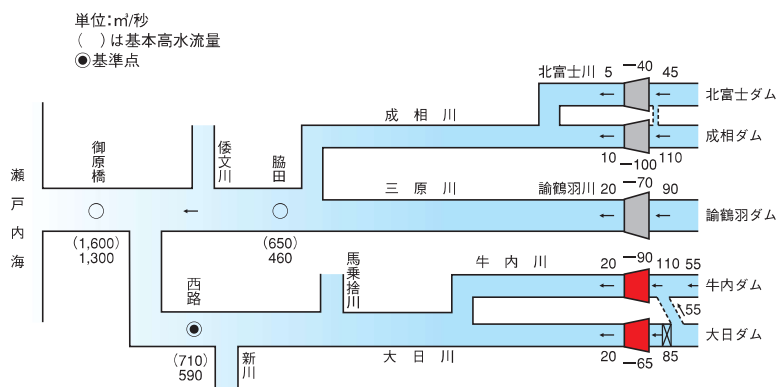 単位:㎥/秒
( )は基本高水流量
◉基準点
北富士川 5 −40 45 北富士ダム
成相川 成相ダム
10 −100 110
御原橋
倭文川
脇田
瀬戸内海
三原川 諭鶴羽川 20 −70 90 諭鶴羽ダム
(1,600)
1,300
(650)
460
馬乗捨川
牛内川 20 −90 110 55 牛内ダム
55
西路
大日ダム
(710)
590
新川
大日川 20 −65 85